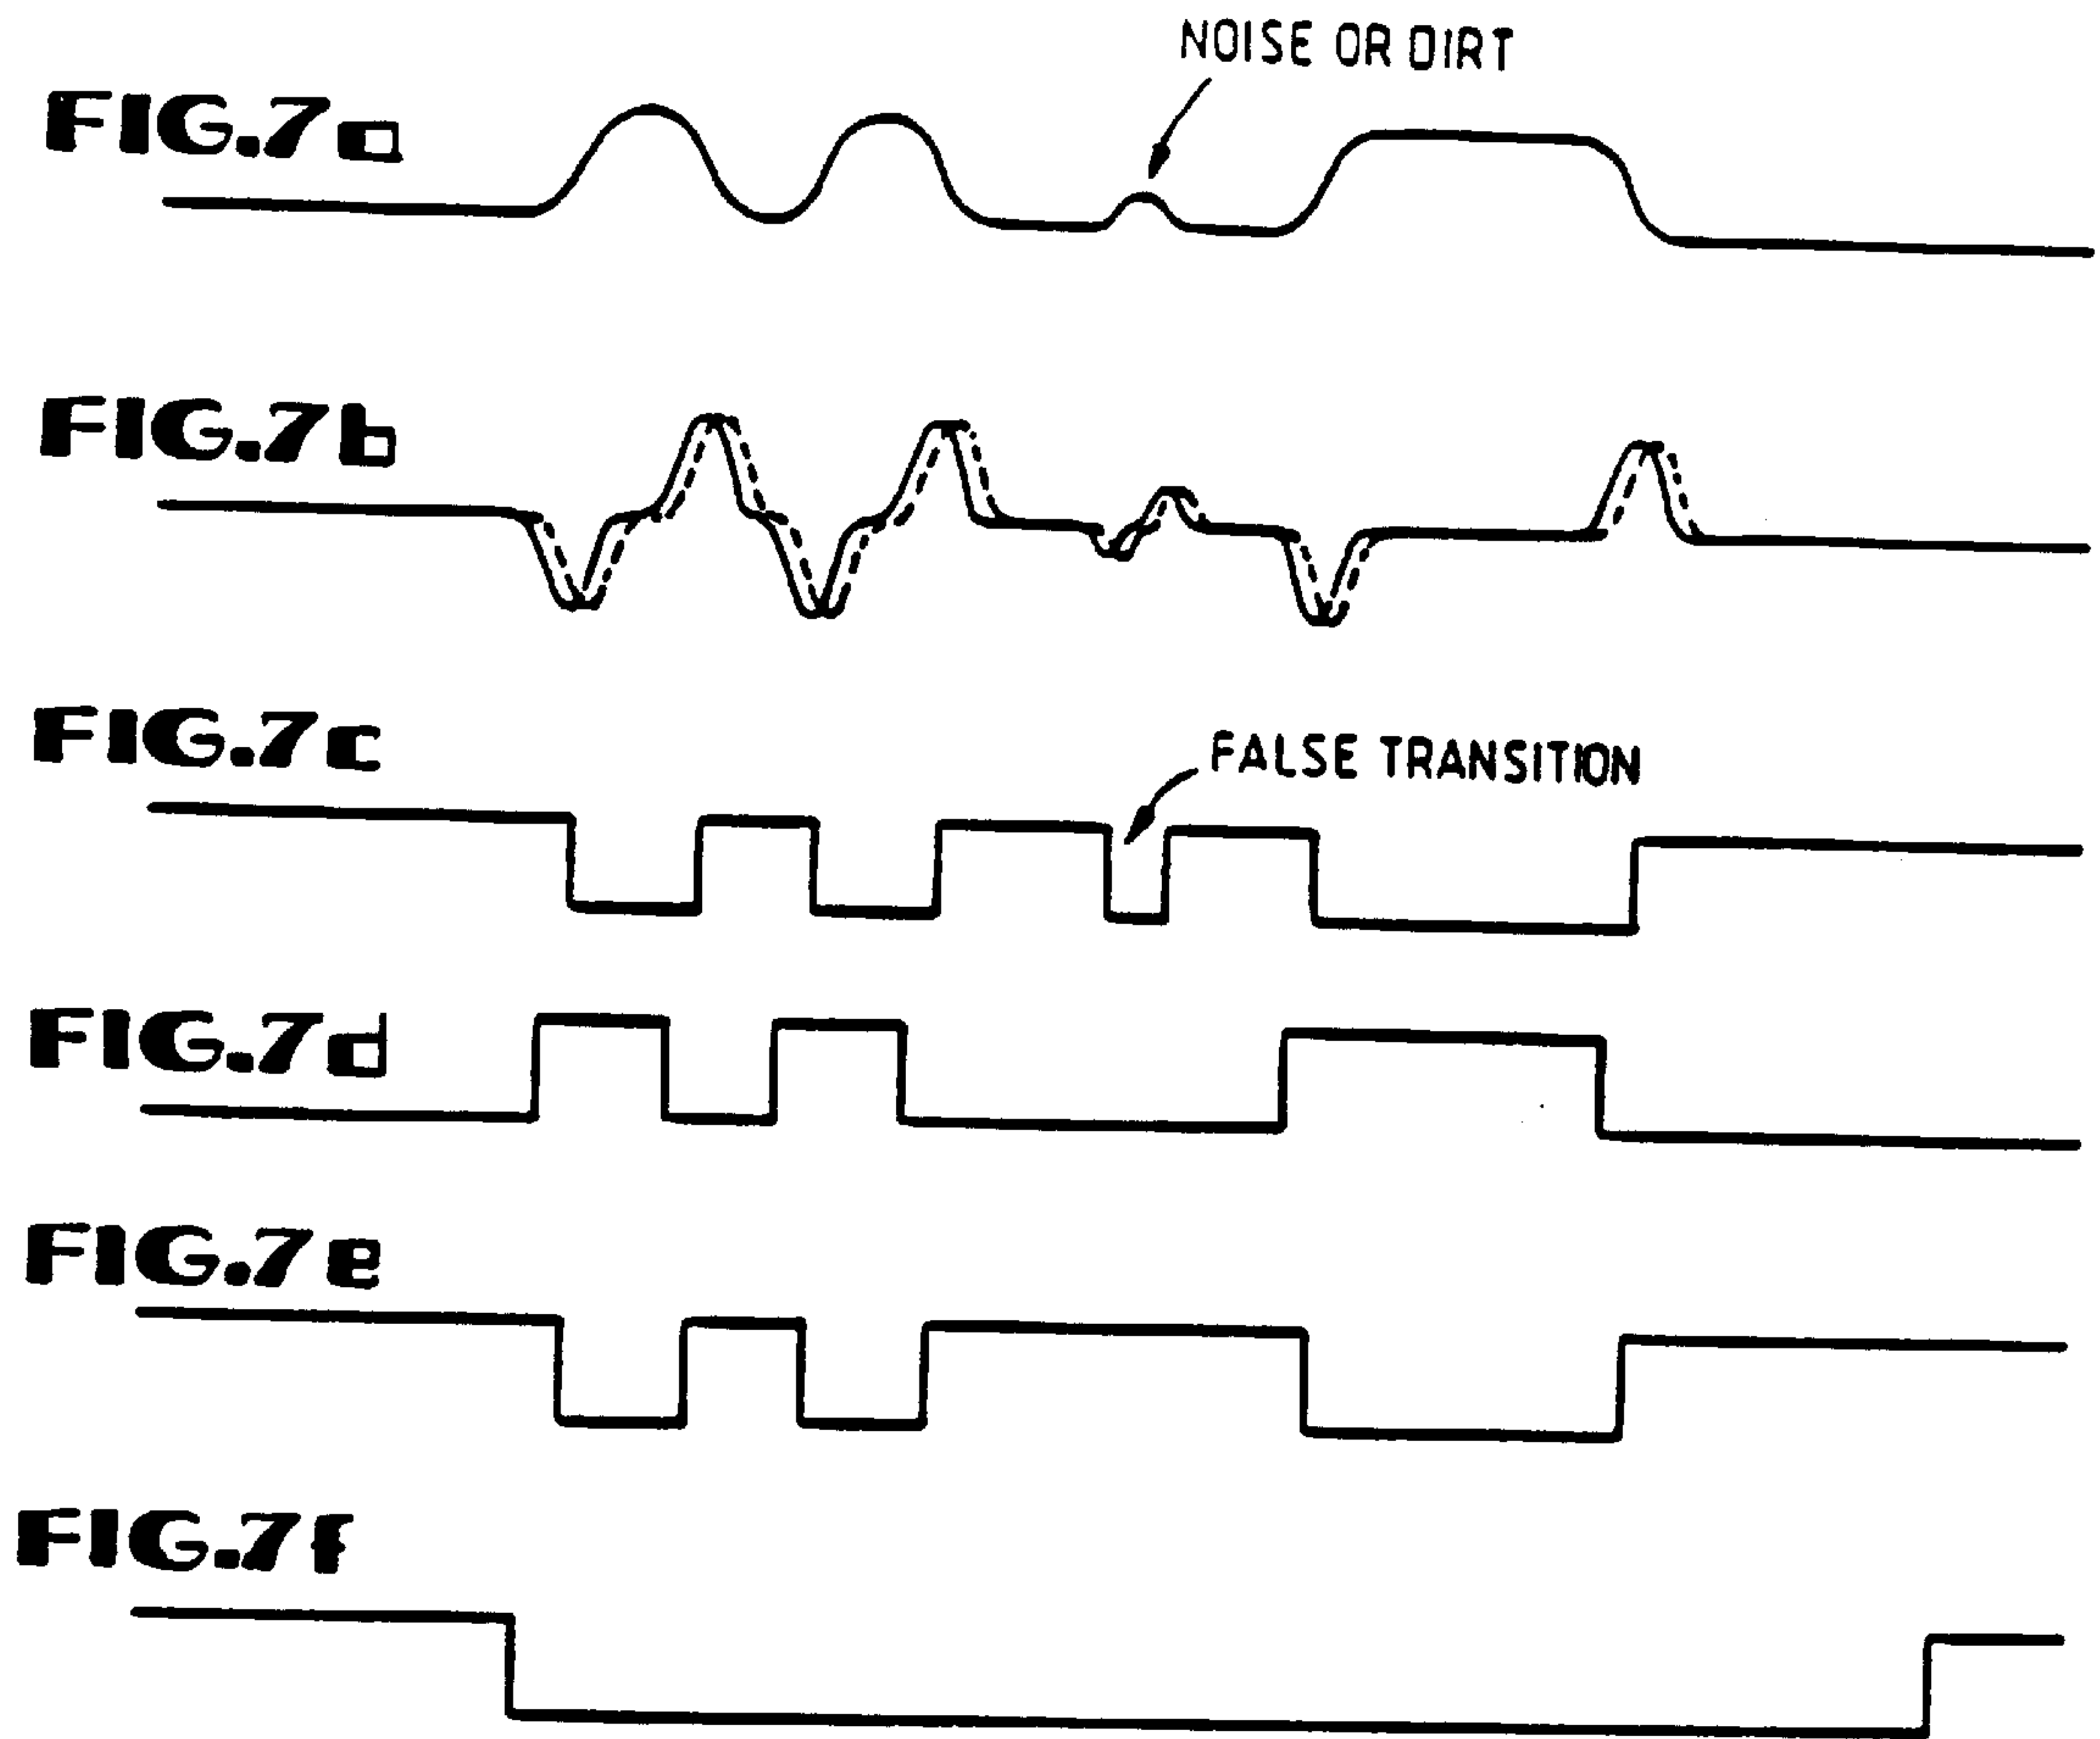 NOISE OR DIRT
FIG.7a
FIG.7b
FIG.7c
FALSE TRANSITION
FIG.7d
FIG.7e
FIG.7f